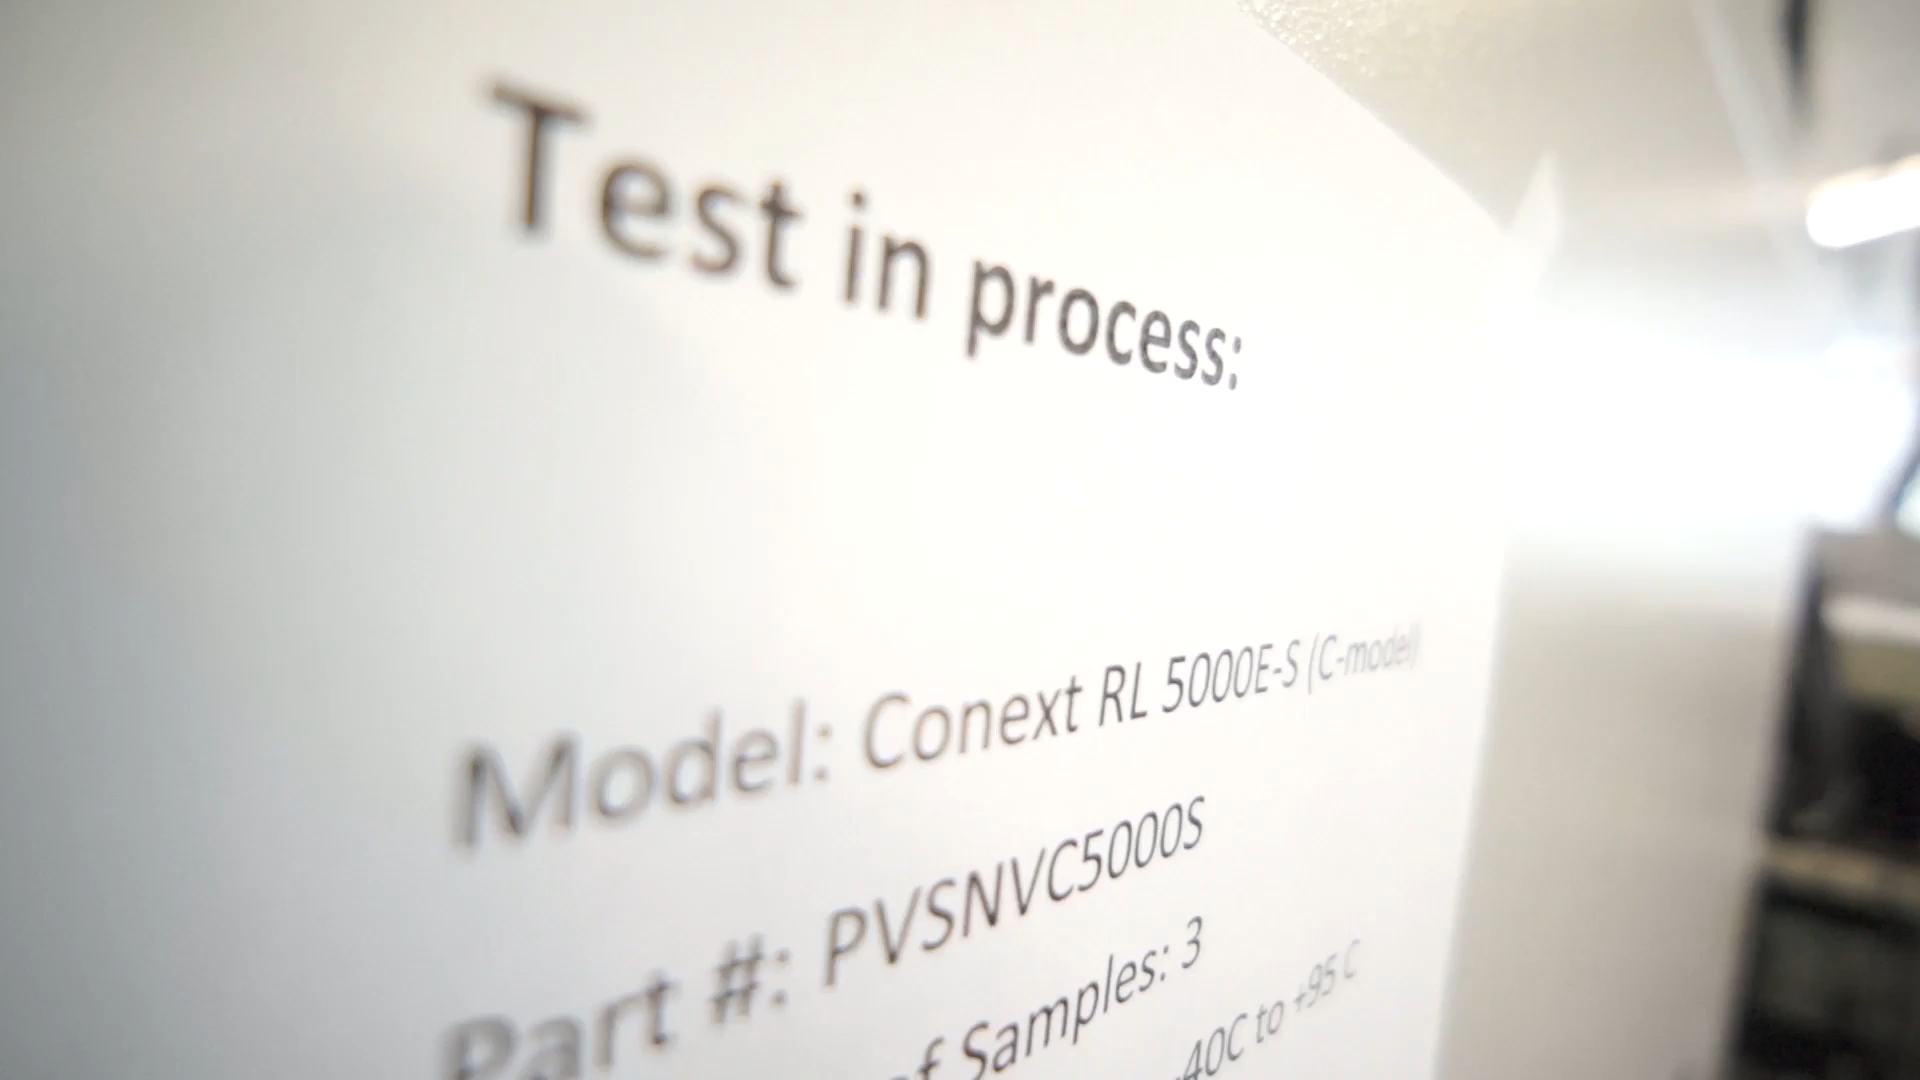 Test in process:
Model: Conext RL 5000E-S (C-model)
Part #: PVSNVC5000S
of Samples: 3
-40C to +95 C